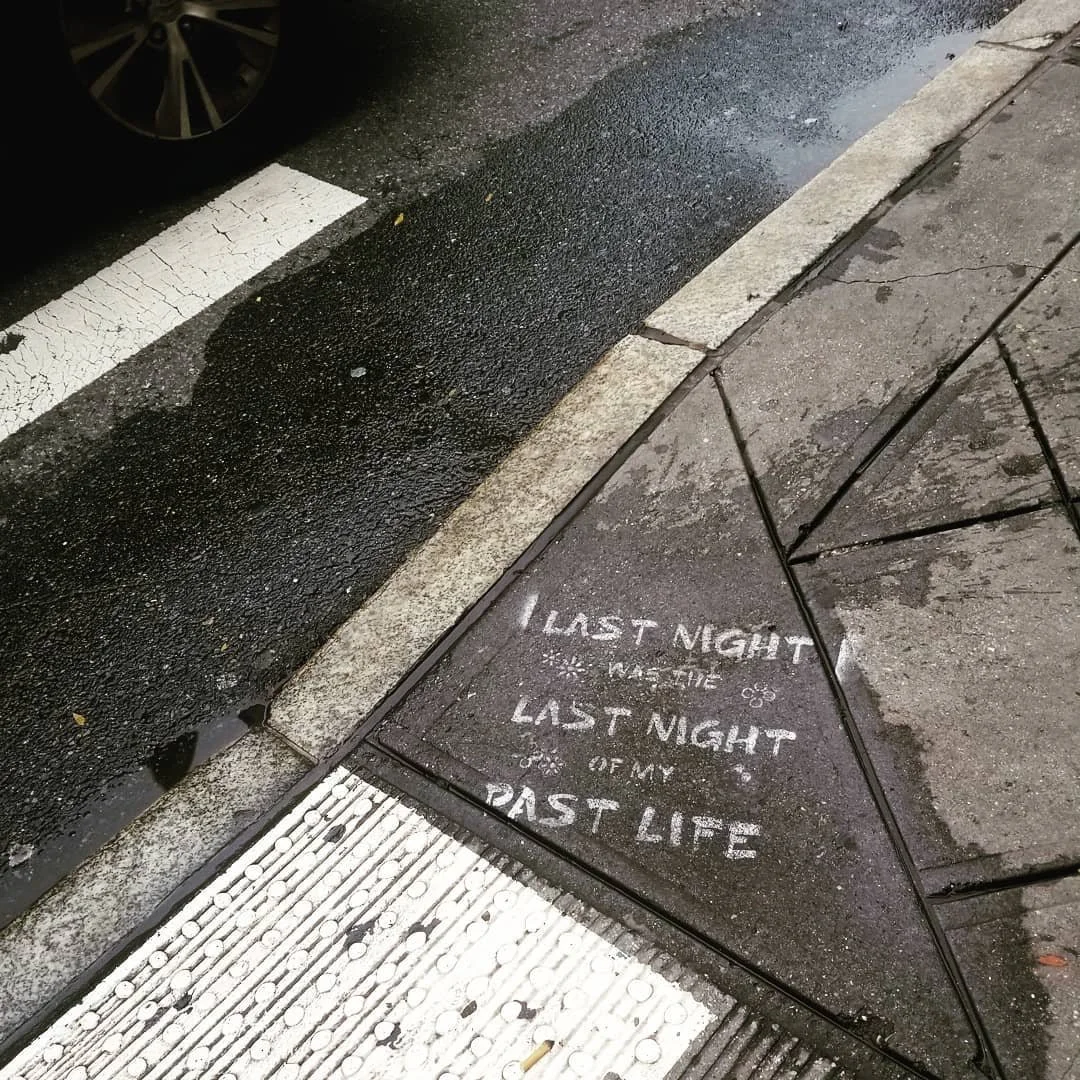 LAST NIGHT
WAS THE
LAST NIGHT
OF MY
PAST LIFE